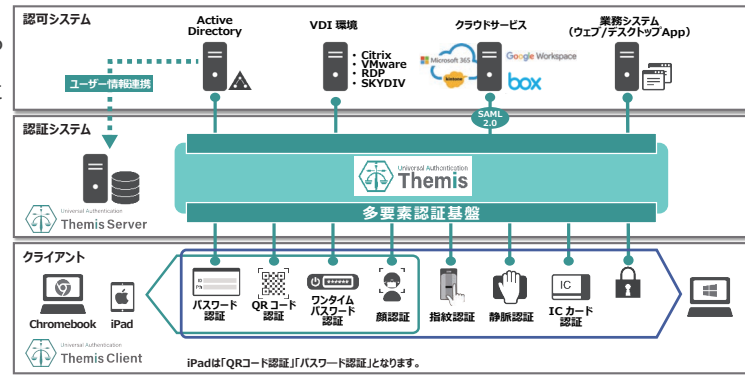 認可システム
Active
Directory
VDI 環境
・Citrix
・VMware
・RDP
・SKYDIV
クラウドサービス
Microsoft 365
Google Workspace
kintone
box
業務システム
(ウェブ/デスクトップApp)
ユーザー情報連携
SAML
2.0
認証システム
Universal Authentication
Themis
多要素認証基盤
Universal Authentication
Themis Server
クライアント
Chromebook
iPad
ID
PW
パスワード
認証
QRコード
認証
******
ワンタイム
パスワード
認証
顔認証
指紋認証
静脈認証
IC
ICカード
認証
Universal Authentication
Themis Client
iPadは「QRコード認証」「パスワード認証」となります。